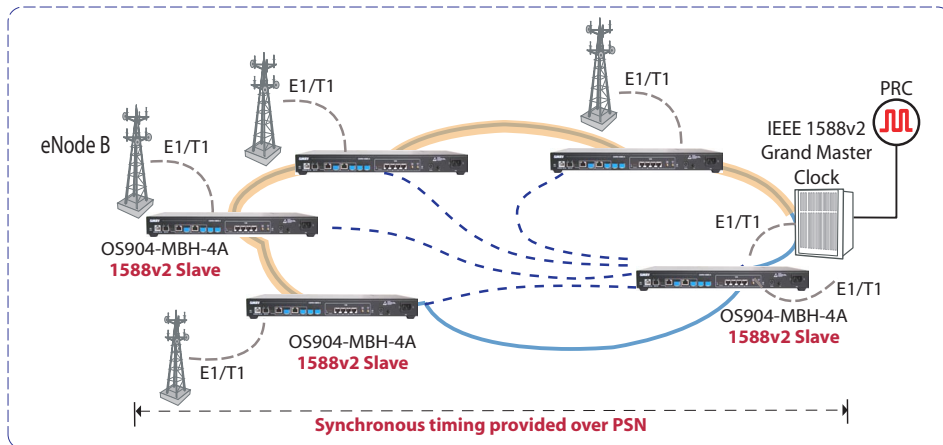 E1/T1
PRC
E1/T1
IEEE 1588v2
Grand Master
Clock
eNode B
E1/T1
E1/T1
OS904-MBH-4A
1588v2 Slave
E1/T1
OS904-MBH-4A
1588v2 Slave
OS904-MBH-4A
1588v2 Slave
E1/T1
Synchronous timing provided over PSN